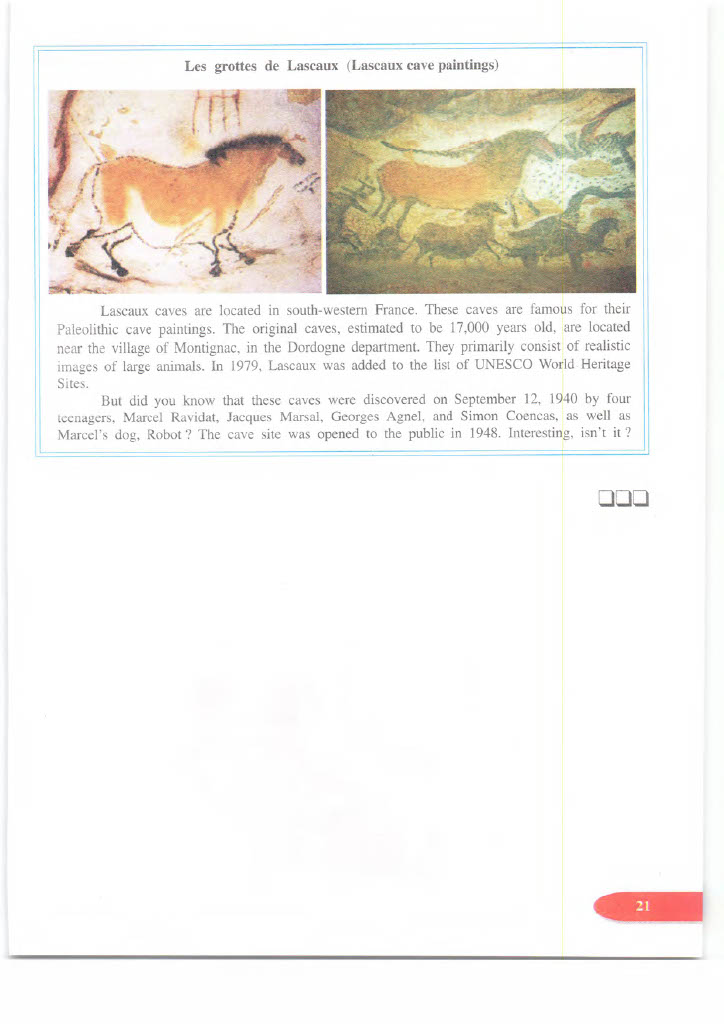 Les grottes de Lascaux (Lascaux cave paintings)
Lascaux caves are located in south-western France. These caves are famous for their
Paleolithic cave paintings. The original caves, estimated to be 17,000 years old, are located
near the village of Montignac, in the Dordogne department. They primarily consist of realistic
images of large animals. In 1979, Lascaux was added to the list of UNESCO World Heritage
Sites.
But did you know that these caves were discovered on September 12, 1940 by four
teenagers, Marcel Ravidat, Jacques Marsal, Georges Agnel, and Simon Coencas, as well as
Marcel's dog, Robot ? The cave site was opened to the public in 1948. Interesting, isn't it ?
21